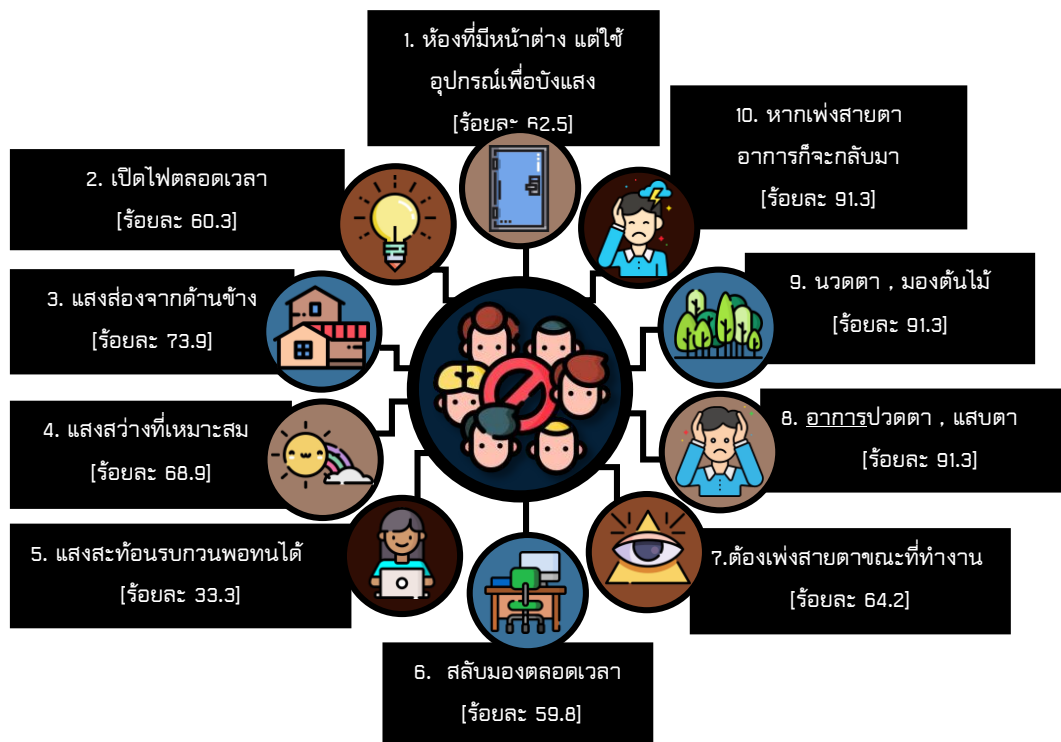 1. ห้องที่มีหน้าต่าง แต่ใช้
อุปกรณ์เพื่อบังแสง
[ร้อยละ 62.5]
2. เปิดไฟตลอดเวลา
[ร้อยละ 60.3]
3. แสงส่องจากด้านข้าง
[ร้อยละ 73.9]
4. แสงสว่างที่เหมาะสม
[ร้อยละ 68.9]
5. แสงสะท้อนรบกวนพอทนได้
[ร้อยละ 33.3]
6. สลับมองตลอดเวลา
[ร้อยละ 59.8]
7.ต้องเพ่งสายตาขณะที่ทำงาน
[ร้อยละ 64.2]
8. อาการปวดตา , แสบตา
[ร้อยละ 91.3]
9. นวดตา , มองต้นไม้
[ร้อยละ 91.3]
10. หากเพ่งสายตา
อาการก็จะกลับมา
[ร้อยละ 91.3]